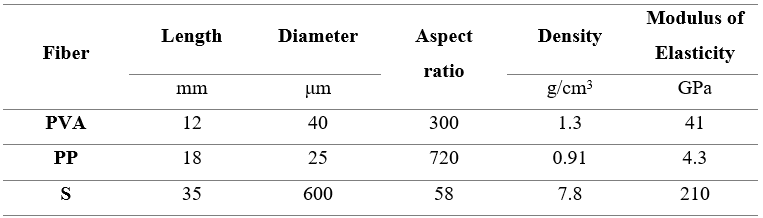 Fiber Length Diameter Aspect ratio Density Modulus of Elasticity
mm μm g/cm³ GPa
PVA 12 40 300 1.3 41
PP 18 25 720 0.91 4.3
S 35 600 58 7.8 210